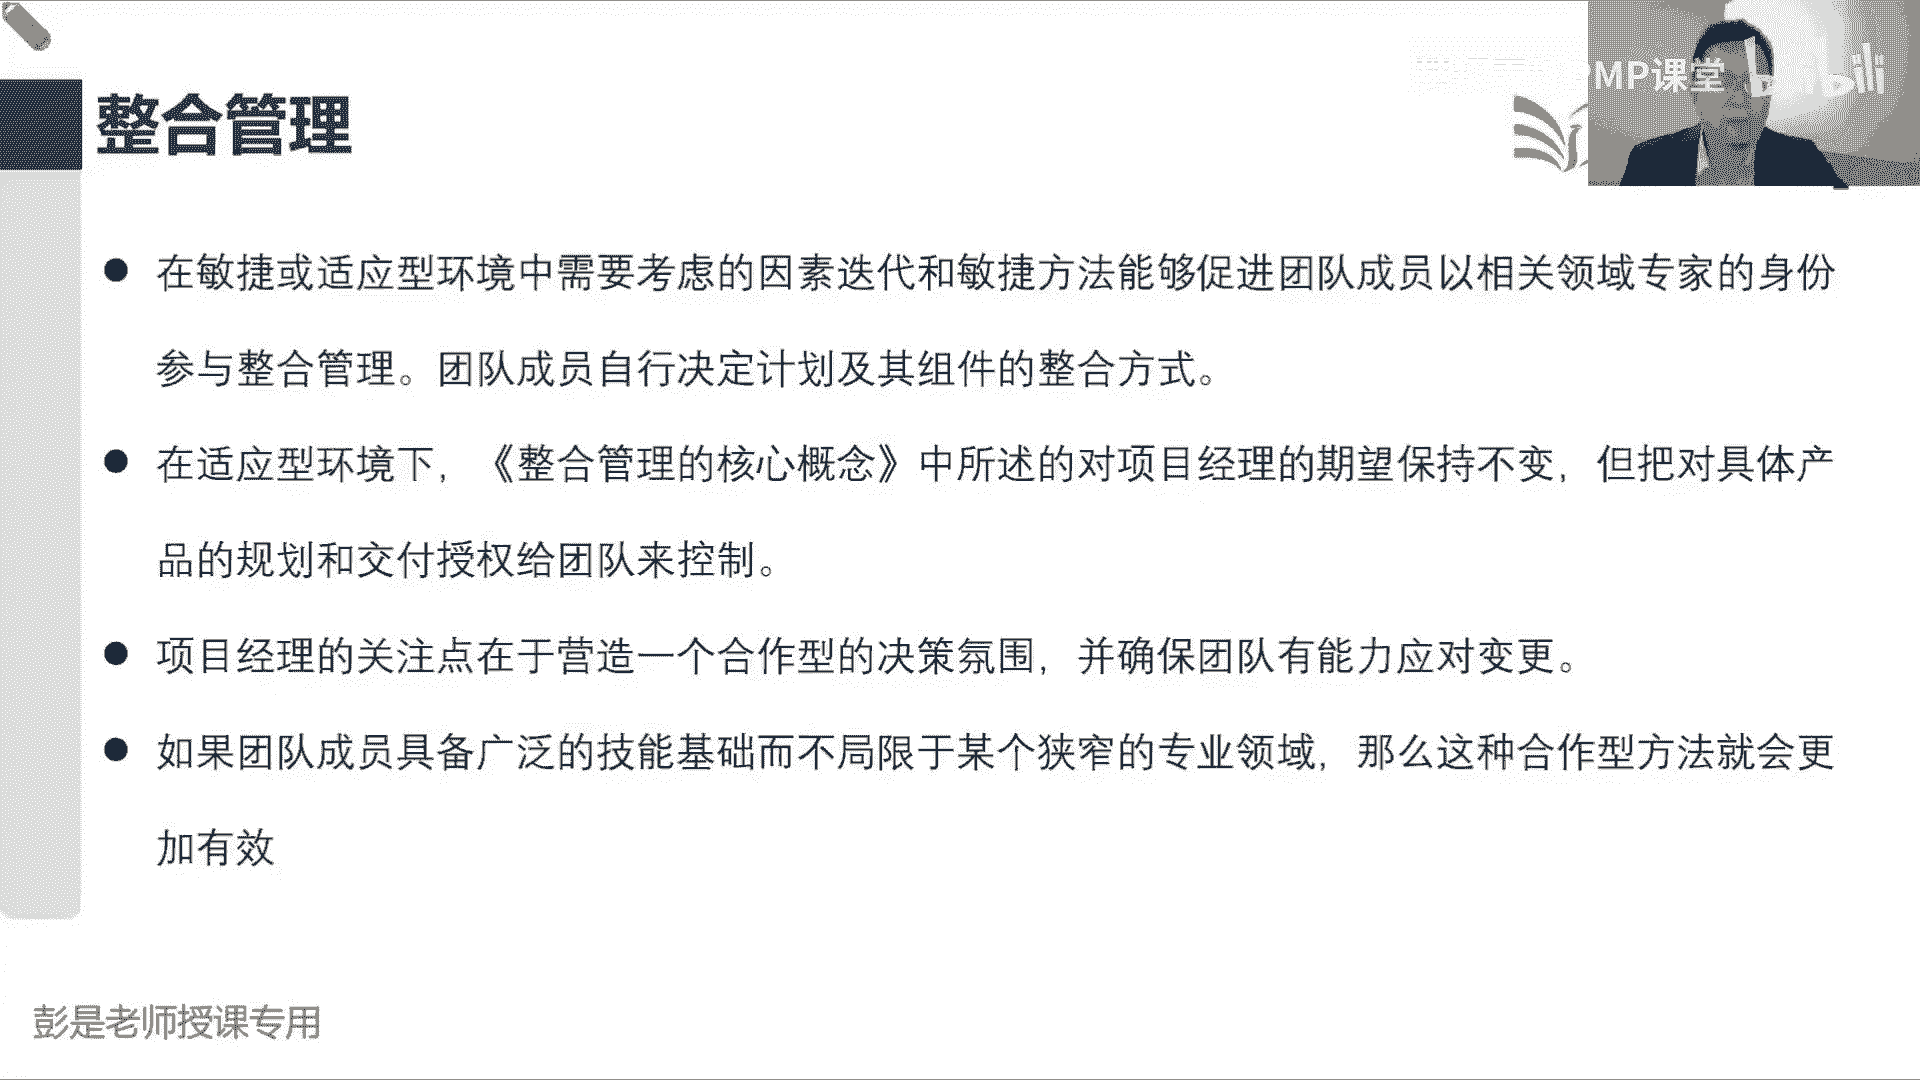 PMP课堂 bilibili
整合管理
在敏捷或适应型环境中需要考虑的因素迭代和敏捷方法能够促进团队成员以相关领域专家的身份
参与整合管理。团队成员自行决定计划及其组件的整合方式。
在适应型环境下，《整合管理的核心概念》中所述的对项目经理的期望保持不变，但把对具体产
品的规划和交付授权给团队来控制。
项目经理的关注点在于营造一个合作型的决策氛围，并确保团队有能力应对变更。
如果团队成员具备广泛的技能基础而不局限于某个狭窄的专业领域，那么这种合作型方法就会更
加有效
彭是老师授课专用